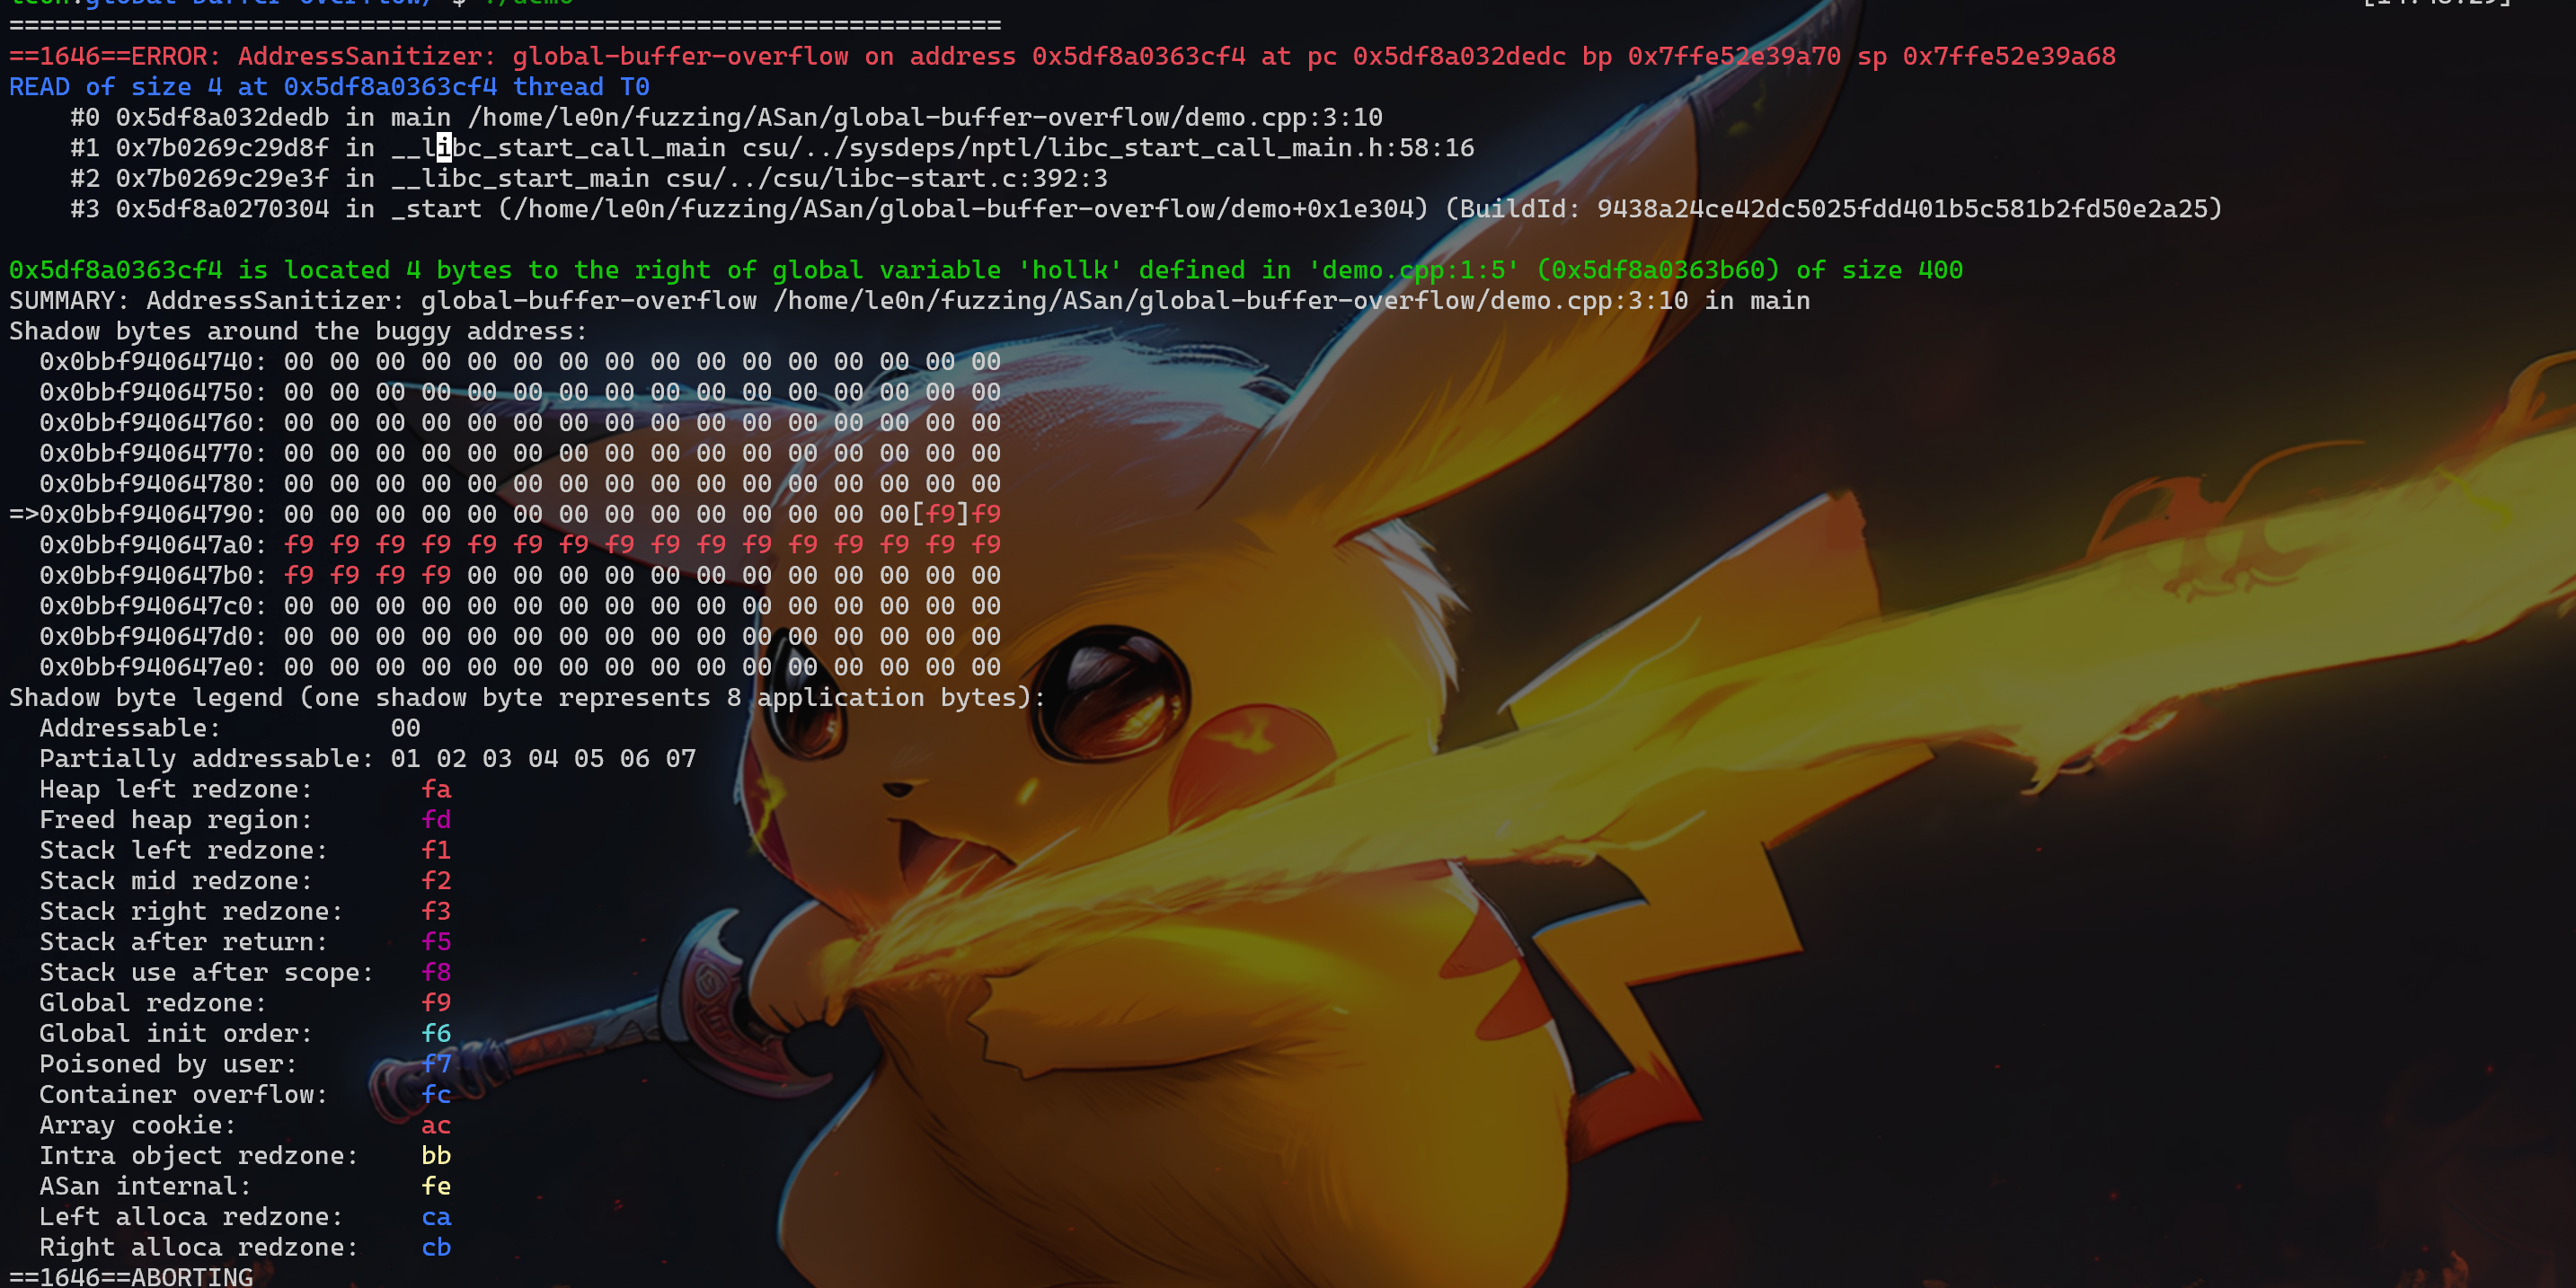 ==================================================================
==1646==ERROR: AddressSanitizer: global-buffer-overflow on address 0x5df8a0363cf4 at pc 0x5df8a032dedc bp 0x7ffe52e39a70 sp 0x7ffe52e39a68
READ of size 4 at 0x5df8a0363cf4 thread T0
    #0 0x5df8a032dedb in main /home/le0n/fuzzing/ASan/global-buffer-overflow/demo.cpp:3:10
    #1 0x7b0269c29d8f in __libc_start_call_main csu/../sysdeps/nptl/libc_start_call_main.h:58:16
    #2 0x7b0269c29e3f in __libc_start_main csu/../csu/libc-start.c:392:3
    #3 0x5df8a0270304 in _start (/home/le0n/fuzzing/ASan/global-buffer-overflow/demo+0x1e304) (BuildId: 9438a24ce42dc5025fdd401b5c581b2fd50e2a25)
0x5df8a0363cf4 is located 4 bytes to the right of global variable 'hollk' defined in 'demo.cpp:1:5' (0x5df8a0363b60) of size 400
SUMMARY: AddressSanitizer: global-buffer-overflow /home/le0n/fuzzing/ASan/global-buffer-overflow/demo.cpp:3:10 in main
Shadow bytes around the buggy address:
  0x0bbf94064740: 00 00 00 00 00 00 00 00 00 00 00 00 00 00 00 00
  0x0bbf94064750: 00 00 00 00 00 00 00 00 00 00 00 00 00 00 00 00
  0x0bbf94064760: 00 00 00 00 00 00 00 00 00 00 00 00 00 00 00 00
  0x0bbf94064770: 00 00 00 00 00 00 00 00 00 00 00 00 00 00 00 00
  0x0bbf94064780: 00 00 00 00 00 00 00 00 00 00 00 00 00 00 00 00
=>0x0bbf94064790: 00 00 00 00 00 00 00 00 00 00 00 00 00 00[f9]f9
  0x0bbf940647a0: f9 f9 f9 f9 f9 f9 f9 f9 f9 f9 f9 f9 f9 f9 f9 f9
  0x0bbf940647b0: f9 f9 f9 f9 00 00 00 00 00 00 00 00 00 00 00 00
  0x0bbf940647c0: 00 00 00 00 00 00 00 00 00 00 00 00 00 00 00 00
  0x0bbf940647d0: 00 00 00 00 00 00 00 00 00 00 00 00 00 00 00 00
  0x0bbf940647e0: 00 00 00 00 00 00 00 00 00 00 00 00 00 00 00 00
Shadow byte legend (one shadow byte represents 8 application bytes):
  Addressable:           00
  Partially addressable: 01 02 03 04 05 06 07
  Heap left redzone:       fa
  Freed heap region:       fd
  Stack left redzone:      f1
  Stack mid redzone:       f2
  Stack right redzone:     f3
  Stack after return:      f5
  Stack use after scope:   f8
  Global redzone:          f9
  Global init order:       f6
  Poisoned by user:        f7
  Container overflow:      fc
  Array cookie:            ac
  Intra object redzone:    bb
  ASan internal:           fe
  Left alloca redzone:     ca
  Right alloca redzone:    cb
==1646==ABORTING